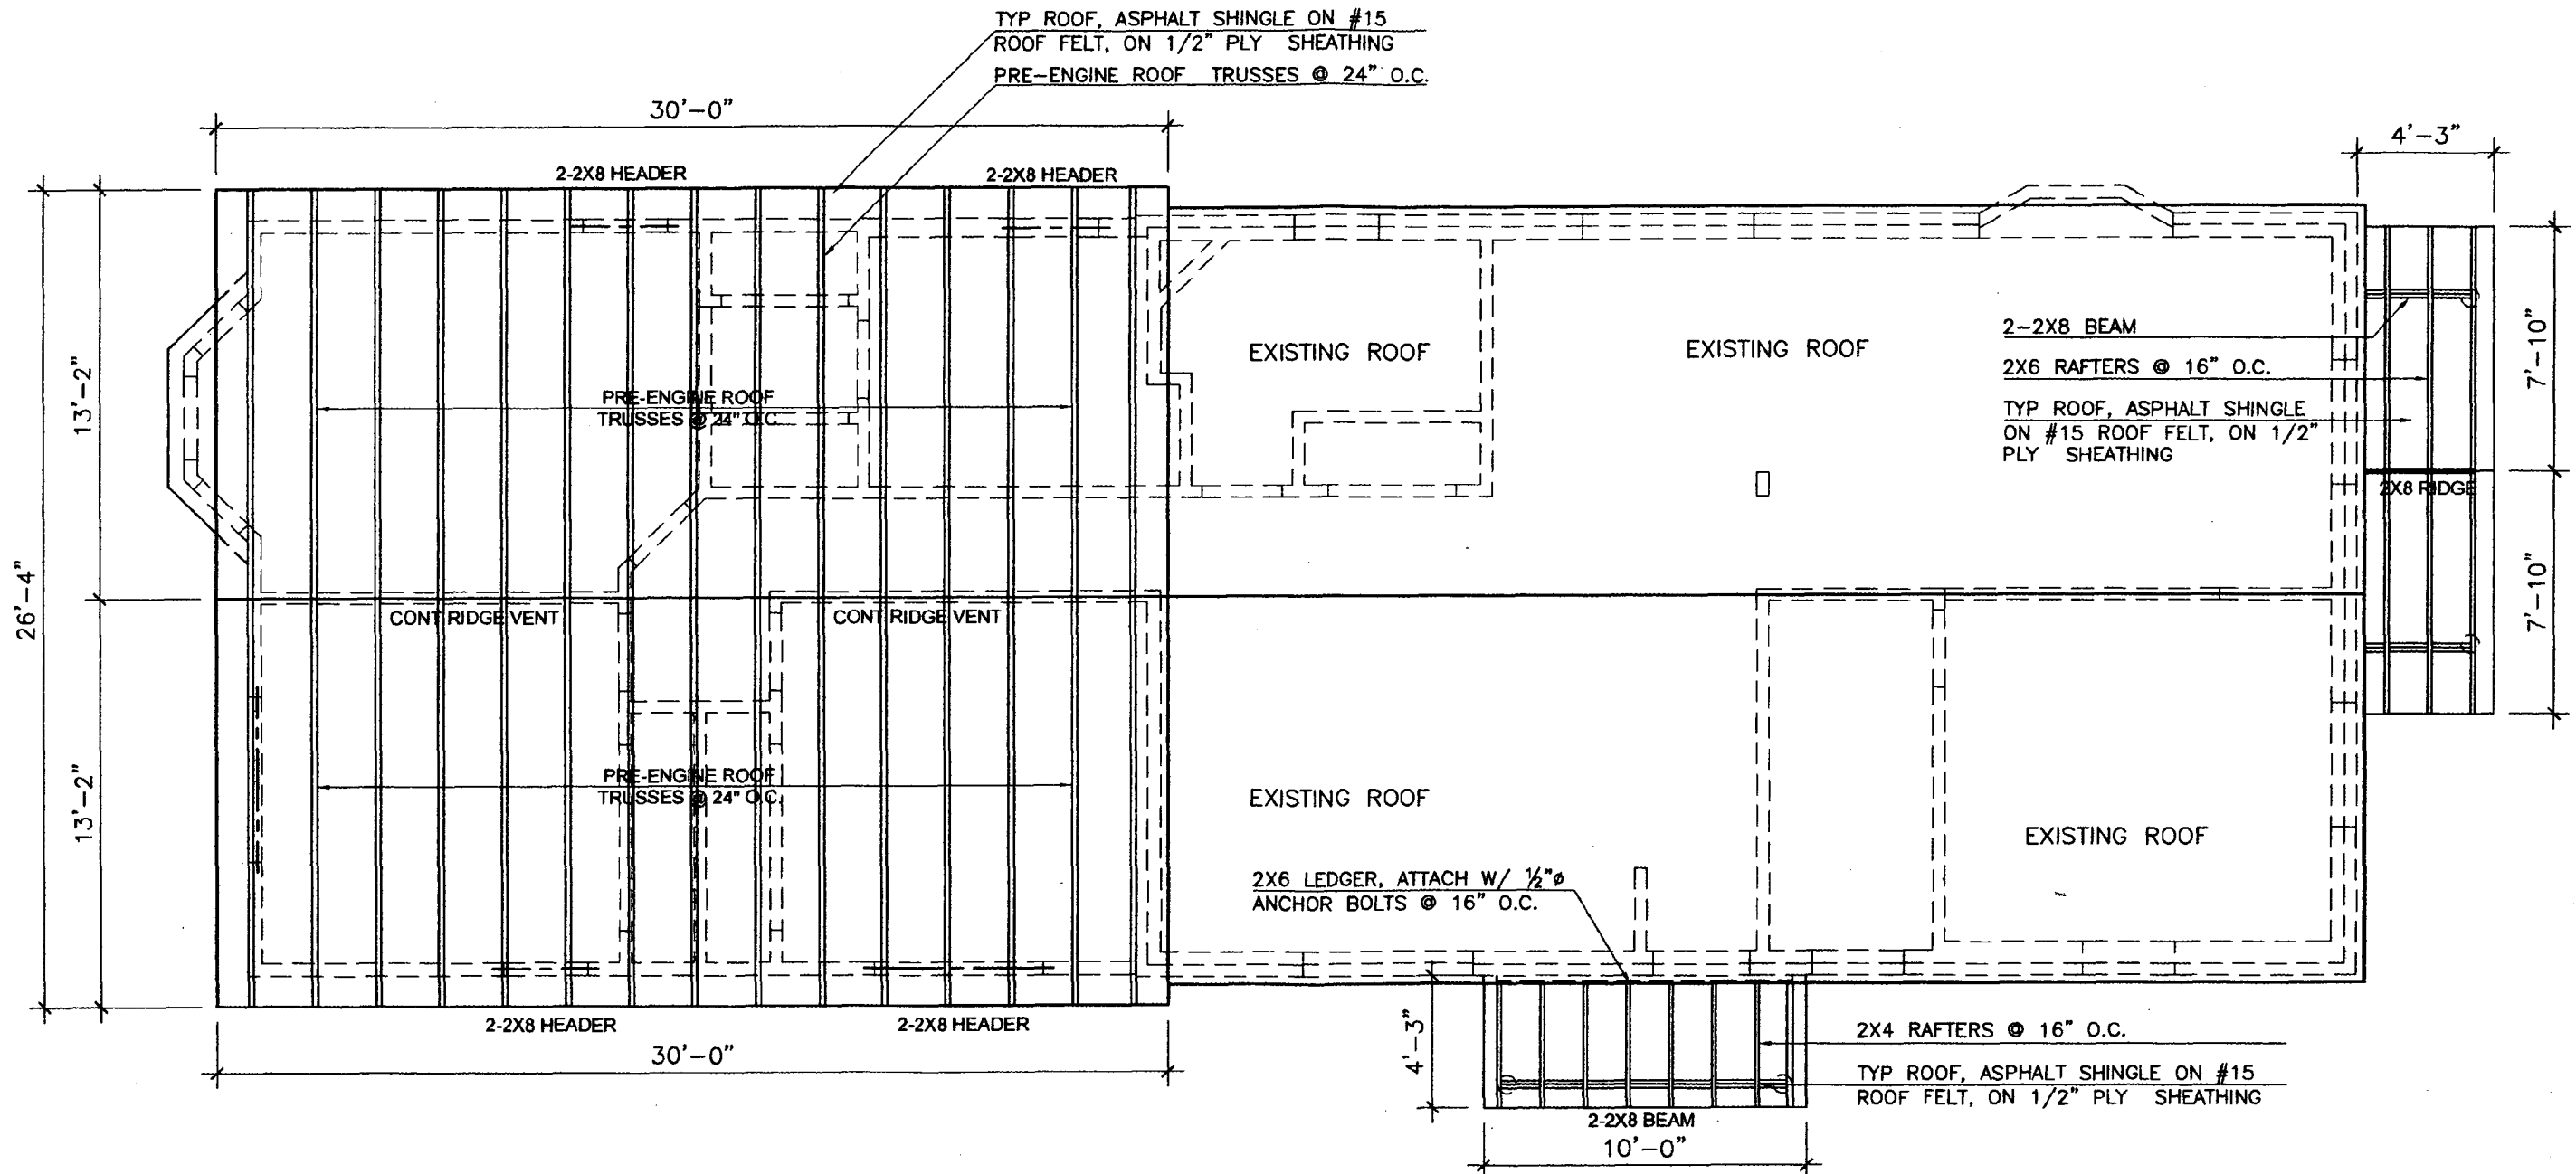 TYP ROOF, ASPHALT SHINGLE ON #15
ROOF FELT, ON 1/2" PLY SHEATHING
PRE-ENGINE ROOF TRUSSES @ 24" O.C.
30'-0"
4'-3"
2-2X8 HEADER
2-2X8 HEADER
26'-4"
13'-2"
13'-2"
PRE-ENGINE ROOF
TRUSSES @ 24" O.C.
CONT RIDGE VENT
CONT RIDGE VENT
PRE-ENGINE ROOF
TRUSSES @ 24" O.C.
EXISTING ROOF
EXISTING ROOF
2-2X8 BEAM
2X6 RAFTERS @ 16" O.C.
TYP ROOF, ASPHALT SHINGLE
ON #15 ROOF FELT, ON 1/2"
PLY SHEATHING
2X8 RIDGE
7'-10"
7'-10"
EXISTING ROOF
EXISTING ROOF
2X6 LEDGER, ATTACH W/ ½"ø
ANCHOR BOLTS @ 16" O.C.
2-2X8 HEADER
2-2X8 HEADER
30'-0"
4'-3"
2X4 RAFTERS @ 16" O.C.
TYP ROOF, ASPHALT SHINGLE ON #15
ROOF FELT, ON 1/2" PLY SHEATHING
2-2X8 BEAM
10'-0"